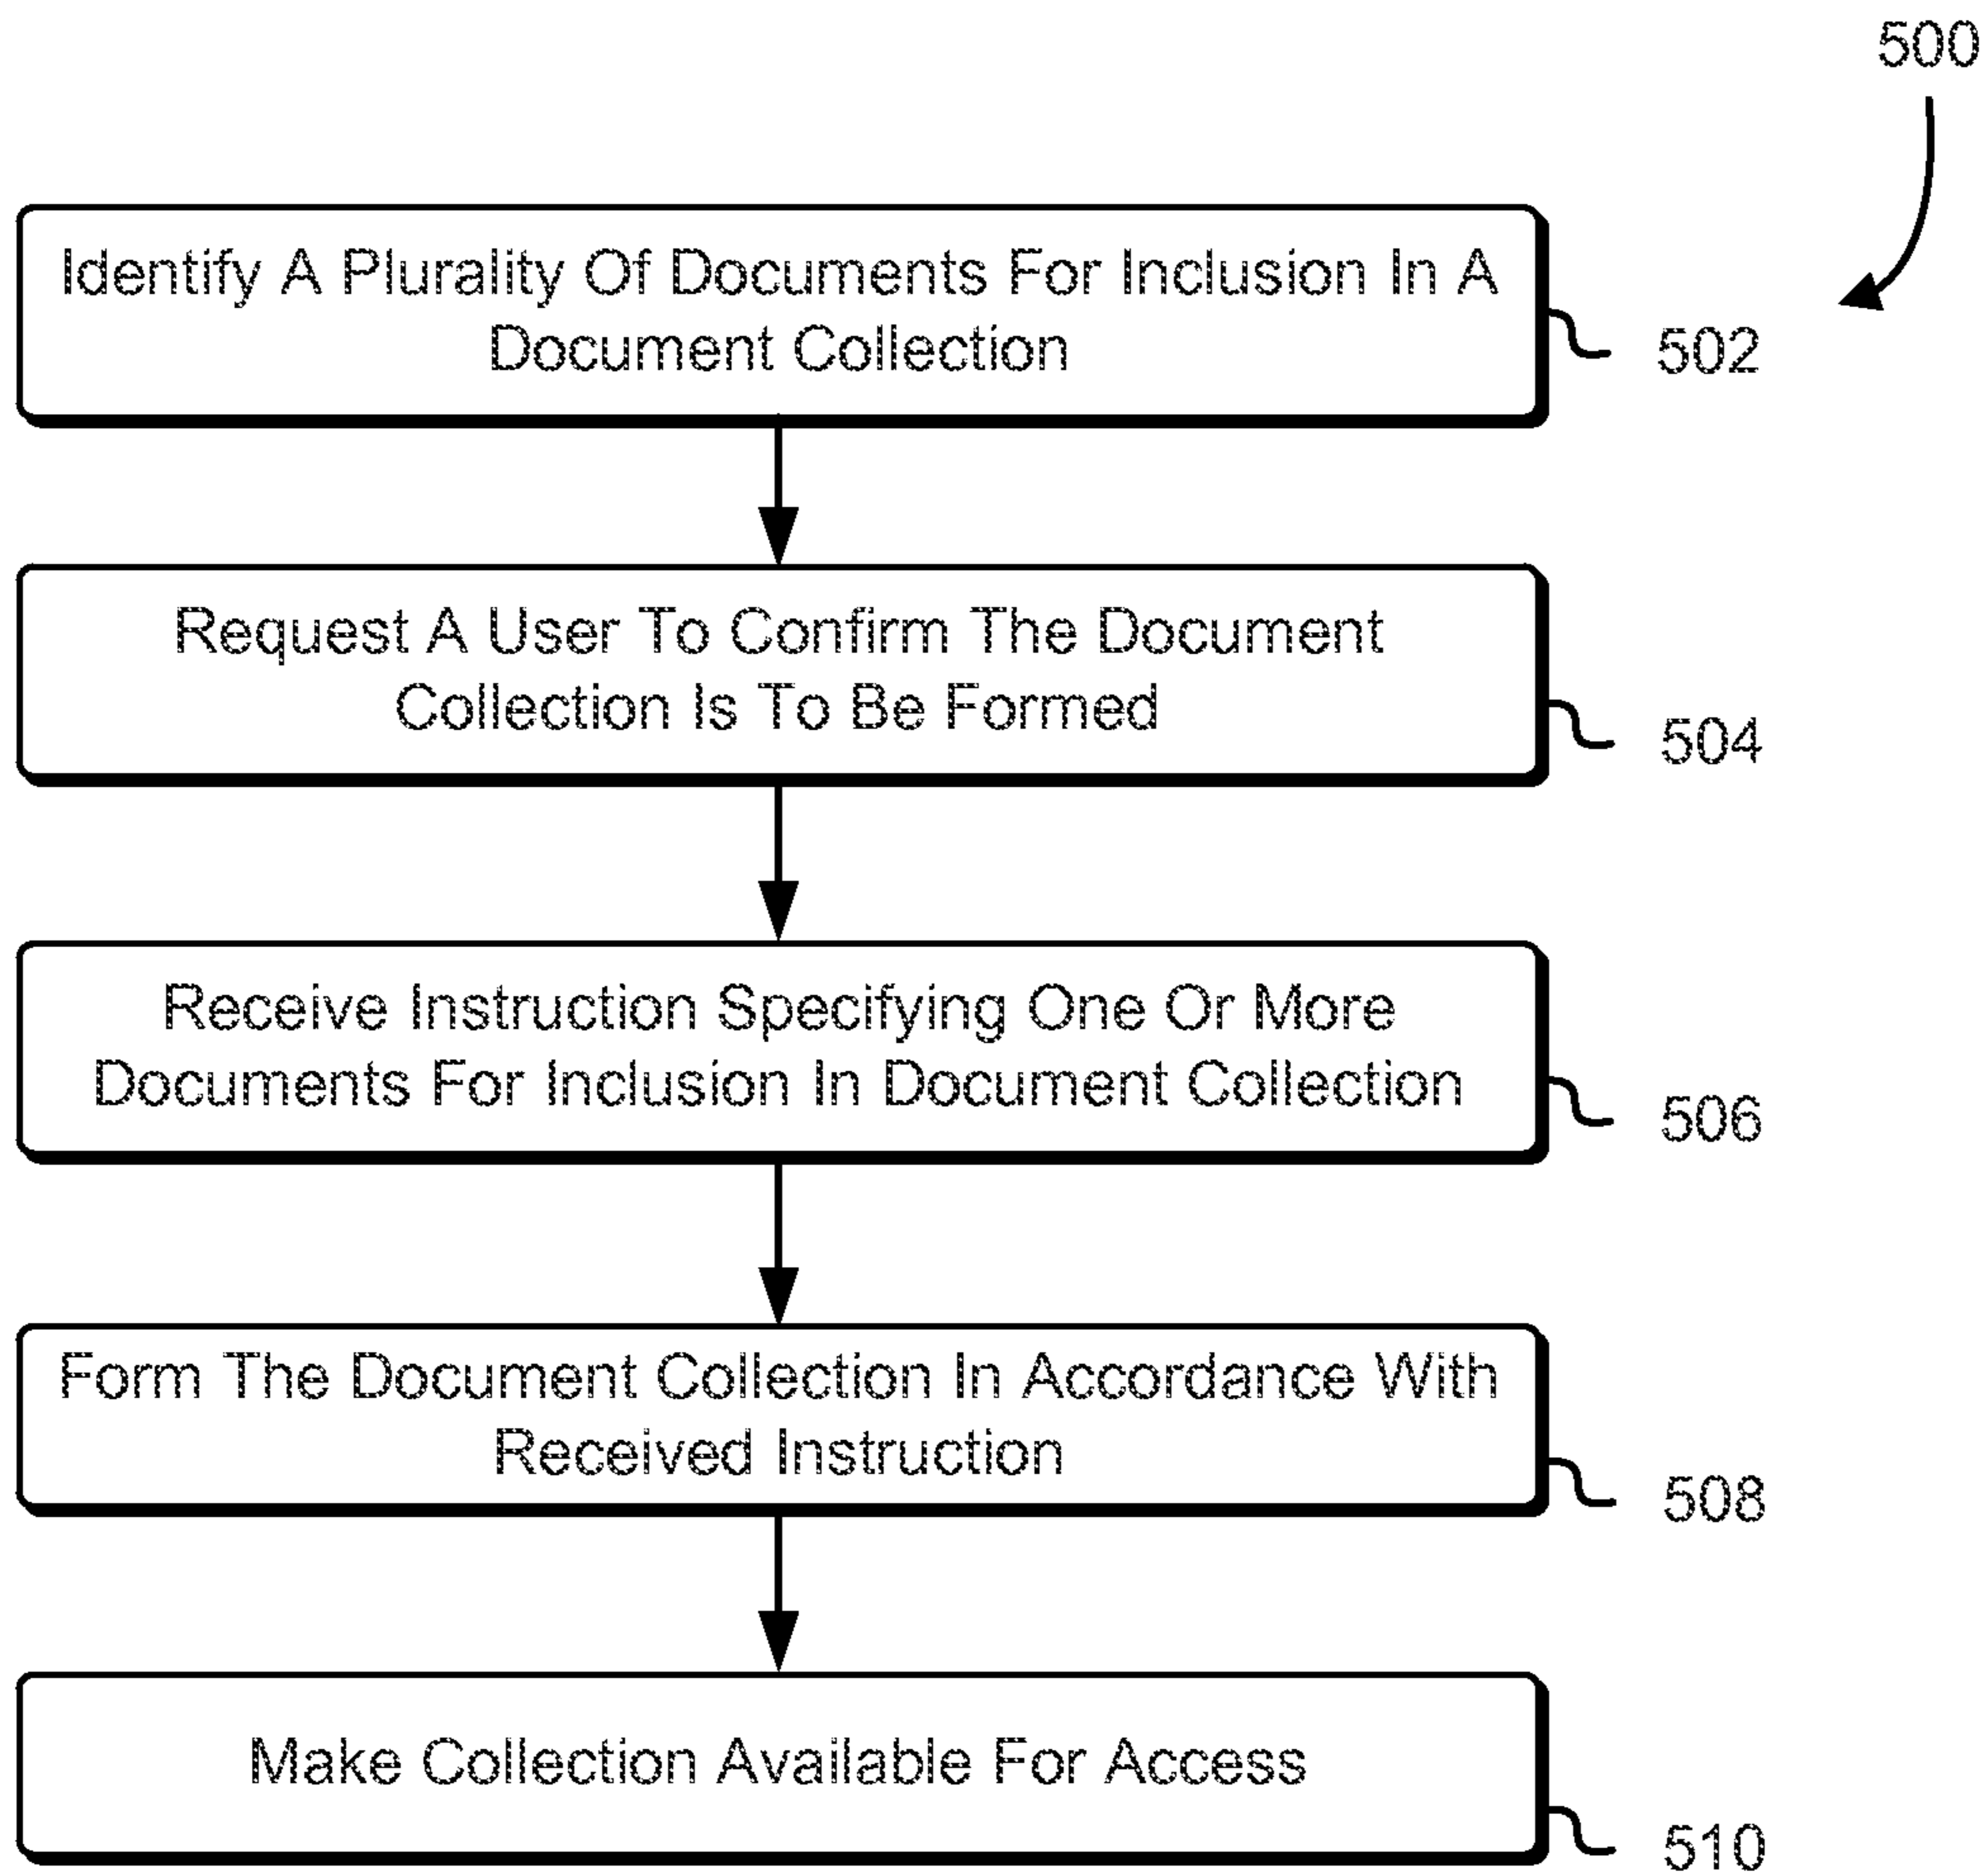 500
Identify A Plurality Of Documents For Inclusion In A
Document Collection
502
Request A User To Confirm The Document
Collection Is To Be Formed
504
Receive Instruction Specifying One Or More
Documents For Inclusion In Document Collection
506
Form The Document Collection In Accordance With
Received Instruction
508
Make Collection Available For Access
510